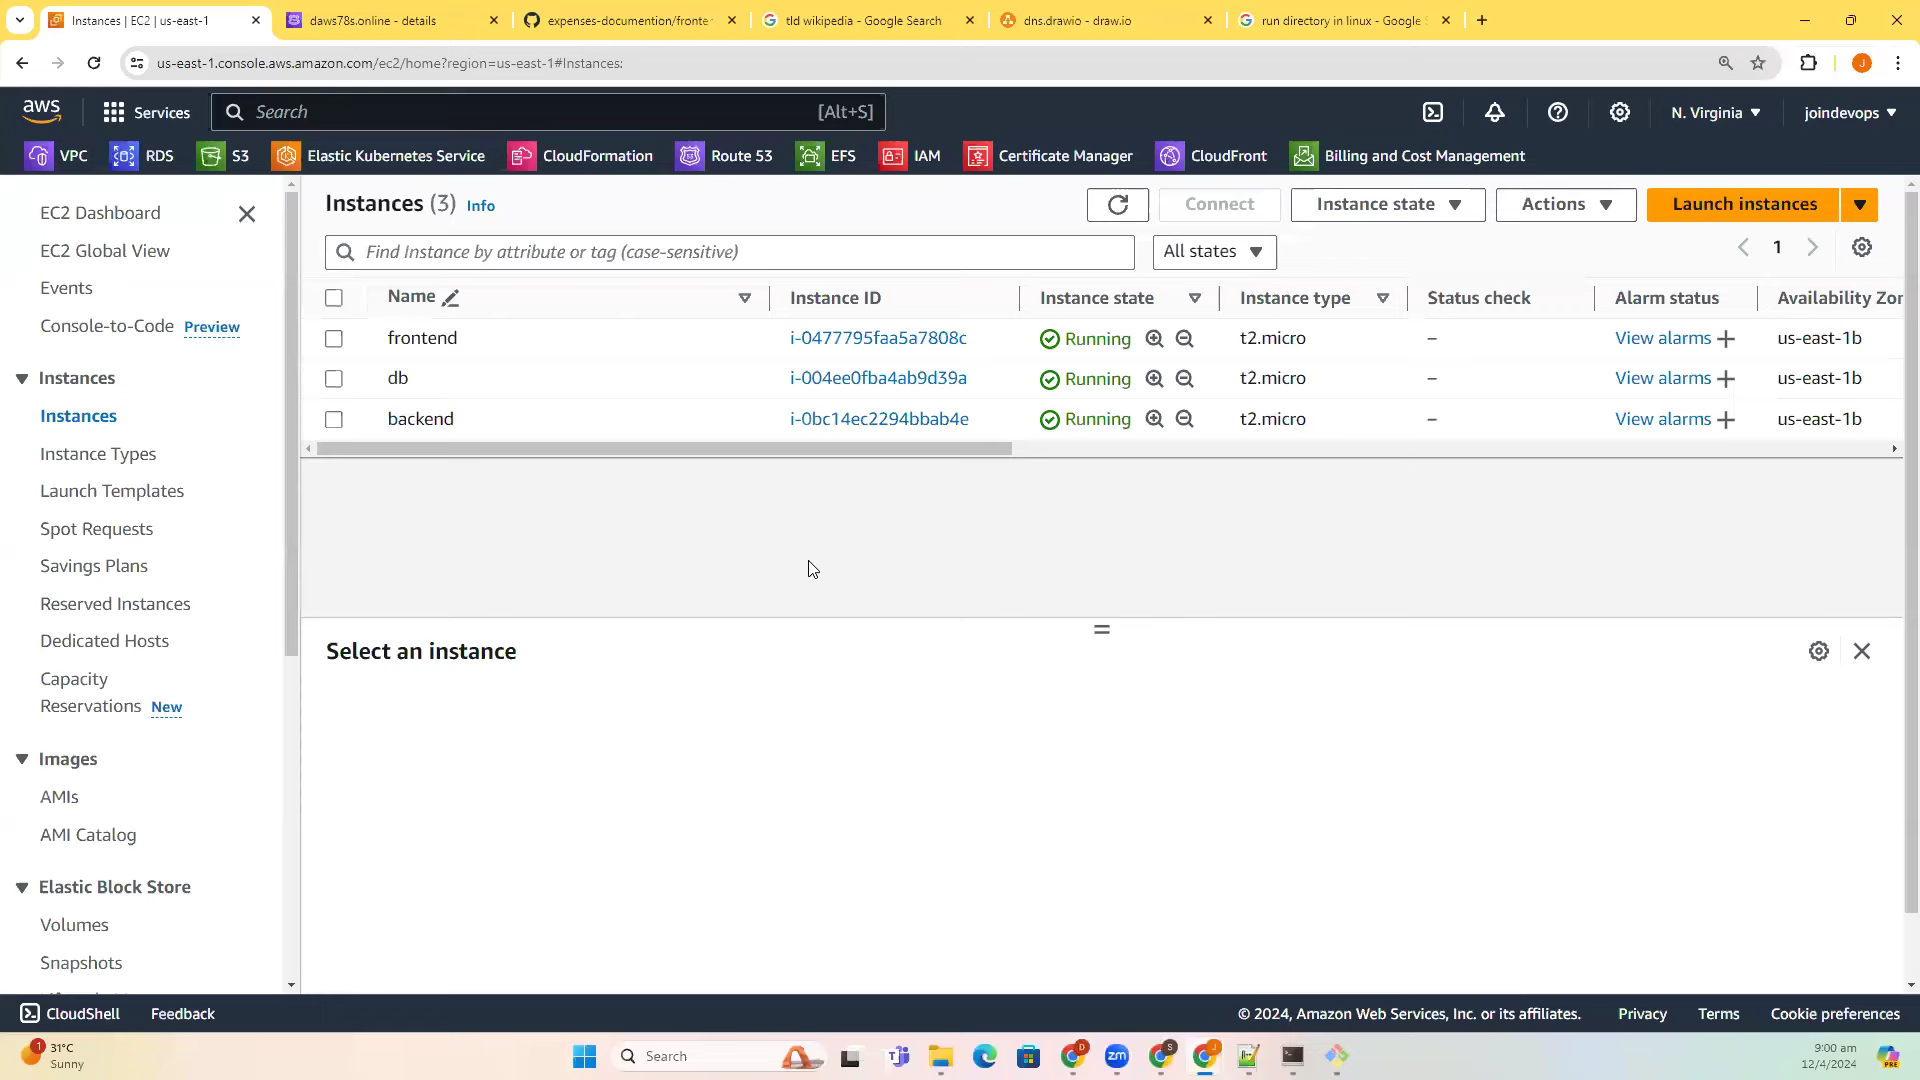 Instances | EC2 | us-east-1
daws78s.online - details
expenses-documention/fronte
tld wikipedia - Google Search
dns.drawio - draw.io
run directory in linux - Google S
us-east-1.console.aws.amazon.com/ec2/home?region=us-east-1#Instances:
J
aws
Services
Search
[Alt+S]
N. Virginia
joindevops
VPC
RDS
S3
Elastic Kubernetes Service
CloudFormation
Route 53
EFS
IAM
Certificate Manager
CloudFront
Billing and Cost Management
EC2 Dashboard
EC2 Global View
Events
Console-to-Code Preview
Instances
Instances
Instance Types
Launch Templates
Spot Requests
Savings Plans
Reserved Instances
Dedicated Hosts
Capacity
Reservations New
Images
AMIs
AMI Catalog
Elastic Block Store
Volumes
Snapshots
Instances (3) Info
Connect
Instance state
Actions
Launch instances
Find Instance by attribute or tag (case-sensitive)
All states
1
Name Instance ID Instance state Instance type Status check Alarm status Availability Zor
frontend i-0477795faa5a7808c Running t2.micro – View alarms us-east-1b
db i-004ee0fba4ab9d39a Running t2.micro – View alarms us-east-1b
backend i-0bc14ec2294bbab4e Running t2.micro – View alarms us-east-1b
Select an instance
CloudShell
Feedback
© 2024, Amazon Web Services, Inc. or its affiliates.
Privacy
Terms
Cookie preferences
1
31°C
Sunny
Search
D
zm
S
J
9:00 am
12/4/2024
PRE